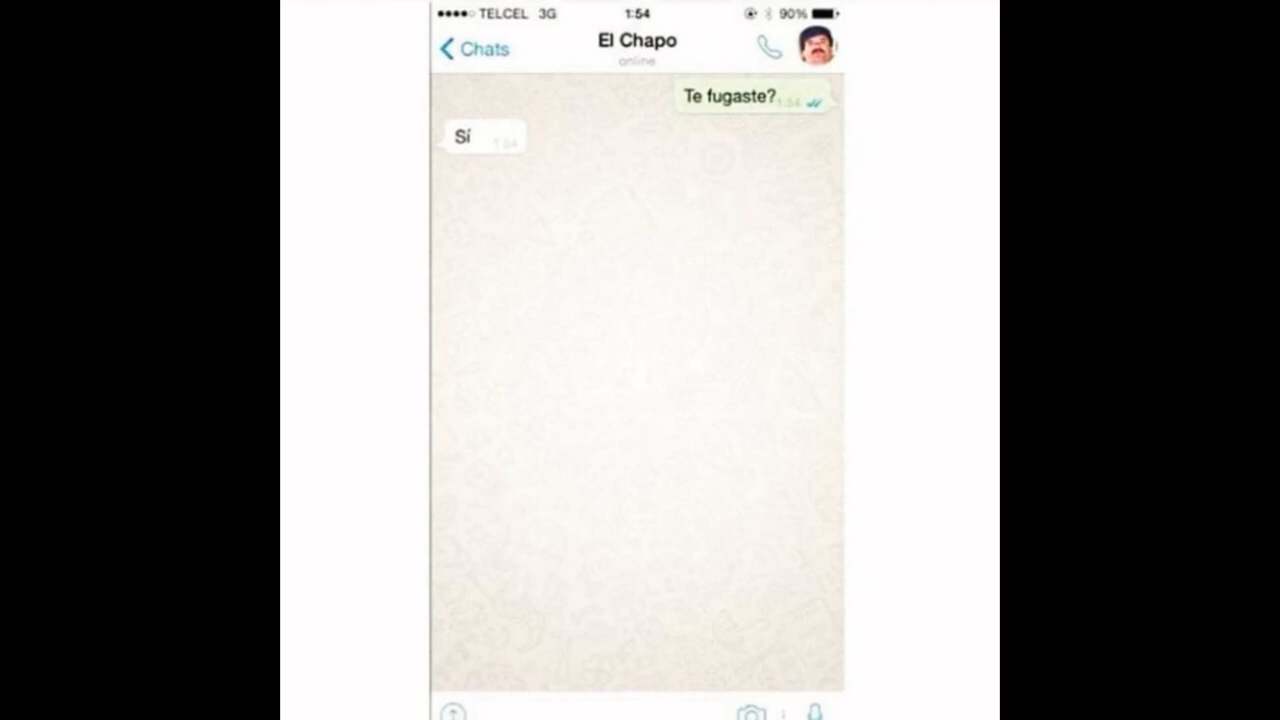 TELCEL 3G 1:54 90%
Chats El Chapo
online
Te fugaste? 1:54
Sí 1:54